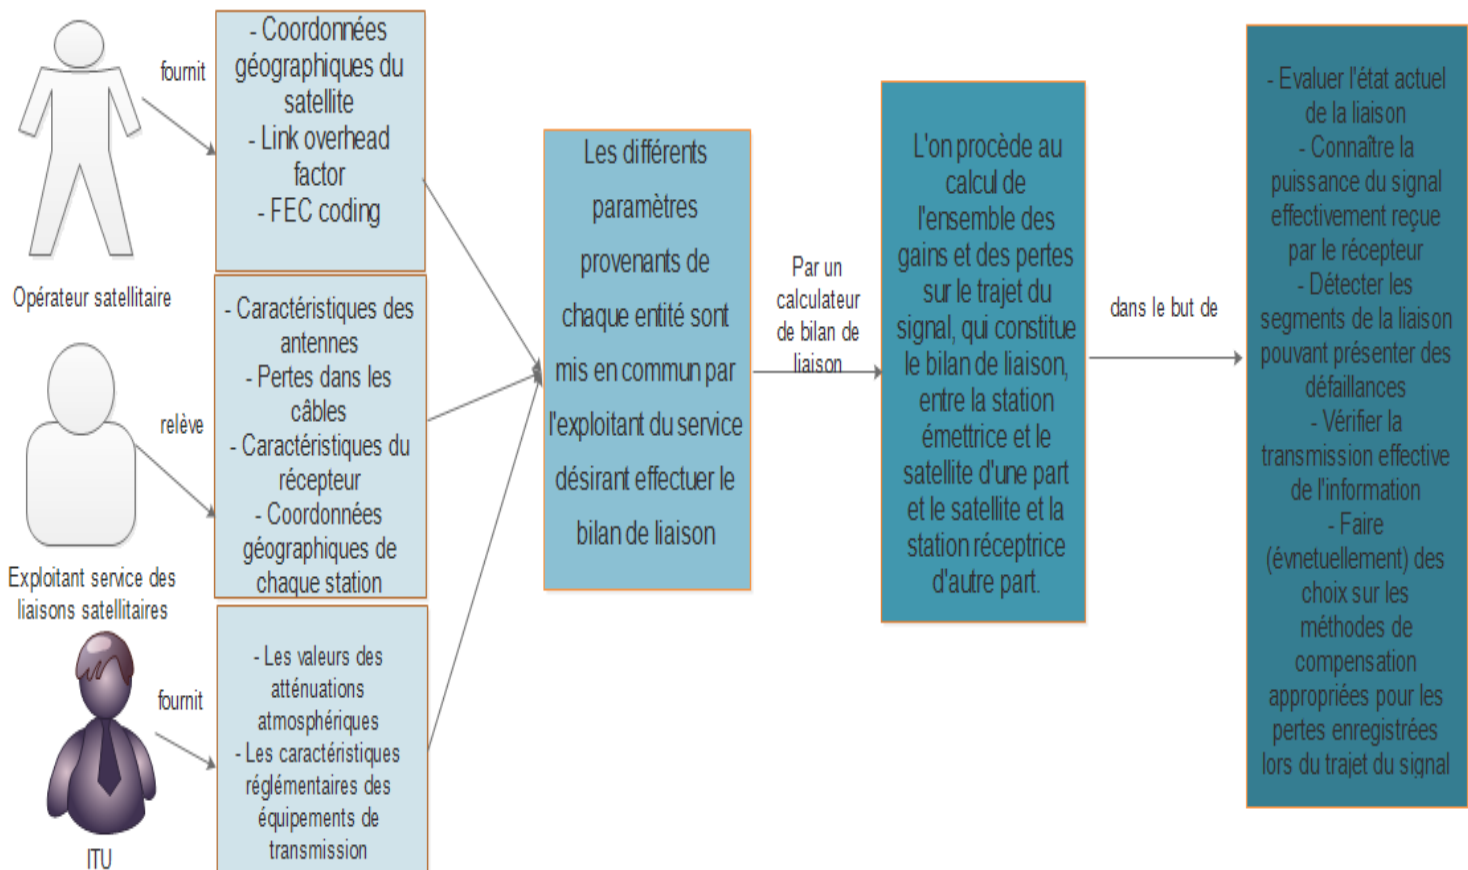 fournit
- Coordonnées
géographiques du
satellite
- Link overhead
factor
- FEC coding
Opérateur satellitaire
relève
- Caractéristiques des
antennes
- Pertes dans les
câbles
- Caractéristiques du
récepteur
- Coordonnées
géographiques de
chaque station
Exploitant service des
liaisons satellitaires
fournit
- Les valeurs des
atténuations
atmosphériques
- Les caractéristiques
réglémentaires des
équipements de
transmission
ITU
Les différents
paramètres
provenants de
chaque entité sont
mis en commun par
l'exploitant du service
désirant effectuer le
bilan de liaison
Par un
calculateur
de bilan de
liaison
L'on procède au
calcul de
l'ensemble des
gains et des pertes
sur le trajet du
signal, qui constitue
le bilan de liaison,
entre la station
émettrice et le
satellite d'une part
et le satellite et la
station réceptrice
d'autre part.
dans le but de
- Evaluer l'état actuel
de la liaison
- Connaître la
puissance du signal
effectivement reçue
par le récepteur
- Détecter les
segments de la liaison
pouvant présenter des
défaillances
- Vérifier la
transmission effective
de l'information
- Faire
(évnetuellement) des
choix sur les
méthodes de
compensation
appropriées pour les
pertes enregistrées
lors du trajet du signal